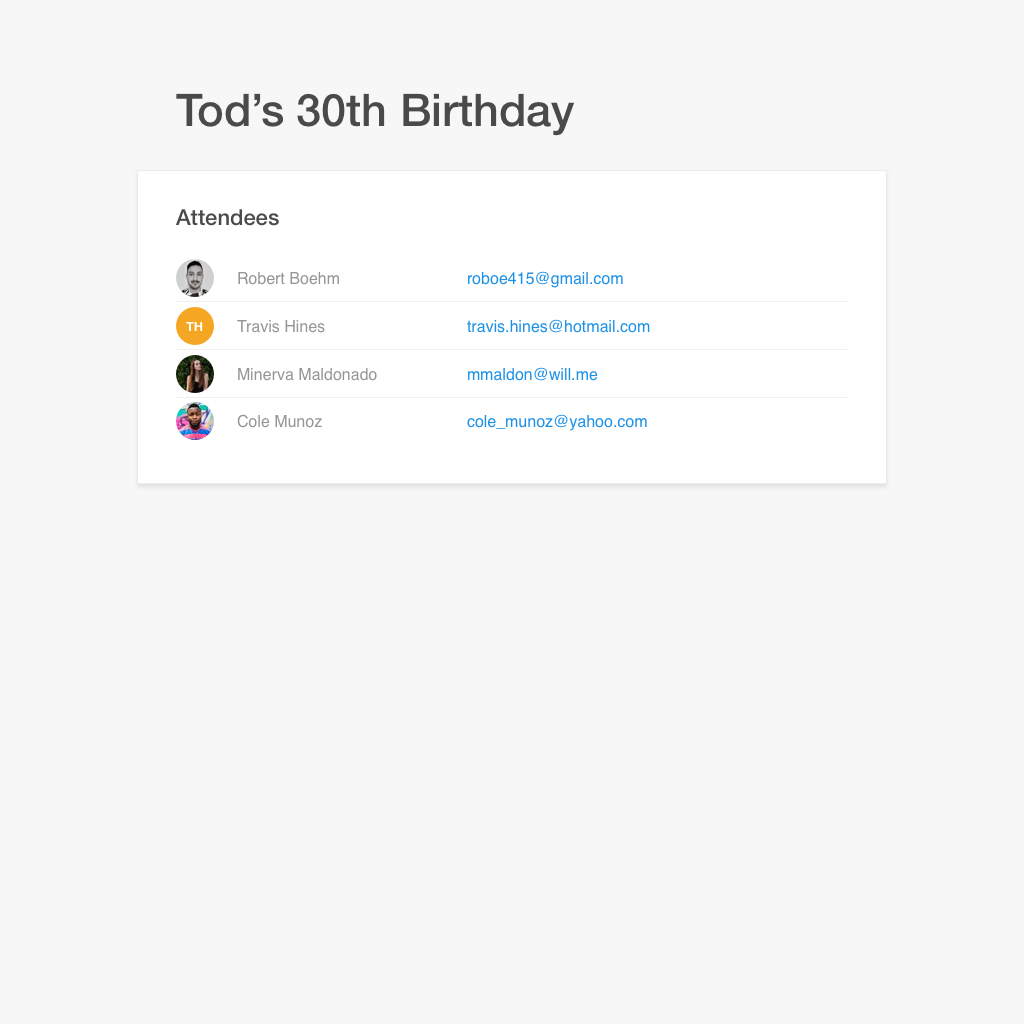 Tod’s 30th Birthday
Attendees
Robert Boehm roboe415@gmail.com
TH Travis Hines travis.hines@hotmail.com
Minerva Maldonado mmaldon@will.me
Cole Munoz cole_munoz@yahoo.com